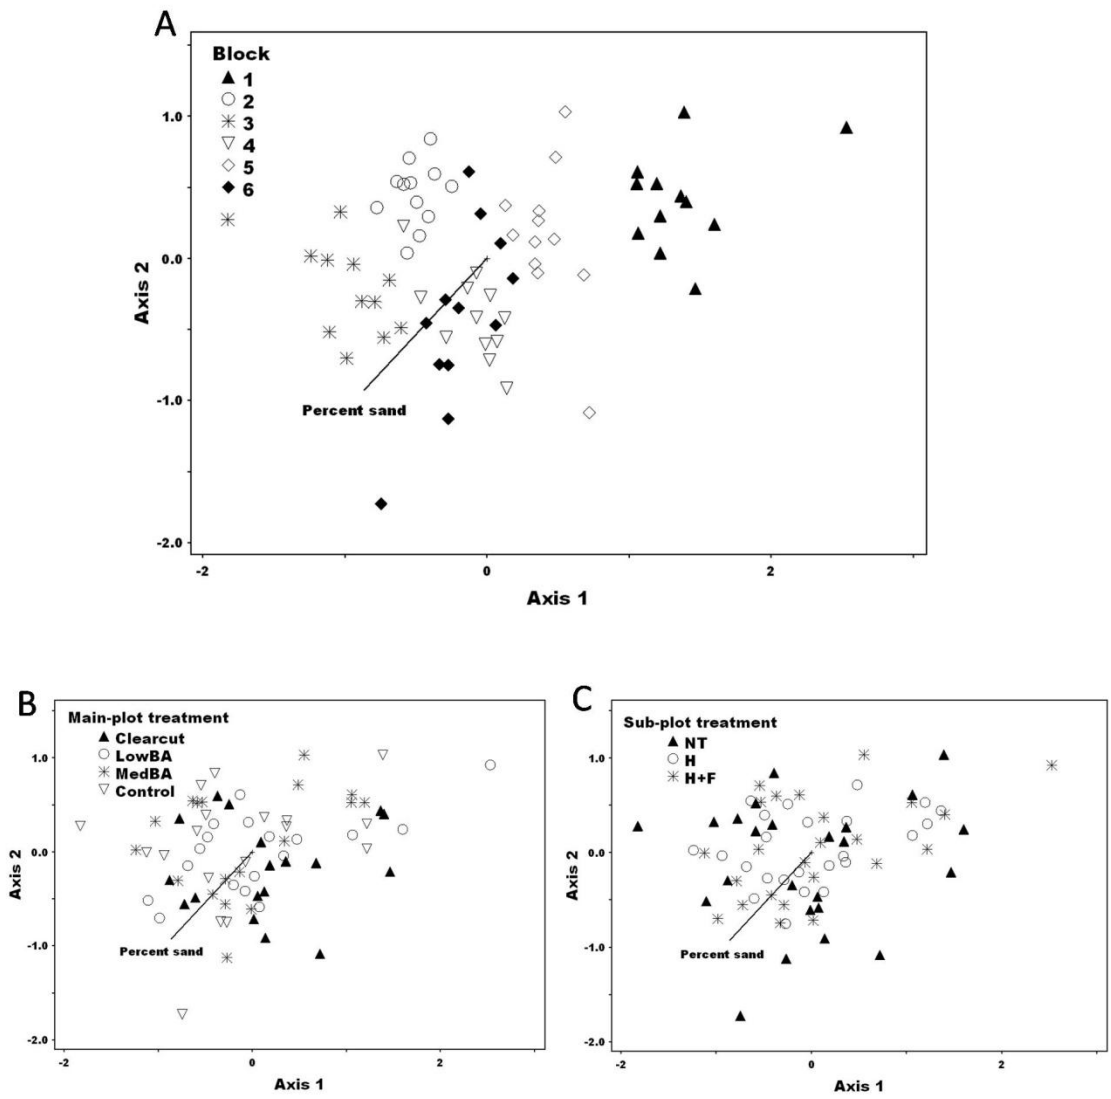 A
Block
1
2
3
4
5
6
1.0
0.0
-1.0
-2.0
Axis 2
Percent sand
-2
0
2
Axis 1
B
Main-plot treatment
Clearcut
LowBA
MedBA
Control
1.0
0.0
-1.0
-2.0
Axis 2
Percent sand
-2
0
2
Axis 1
C
Sub-plot treatment
NT
H
H+F
1.0
0.0
-1.0
-2.0
Axis 2
Percent sand
-2
0
2
Axis 1